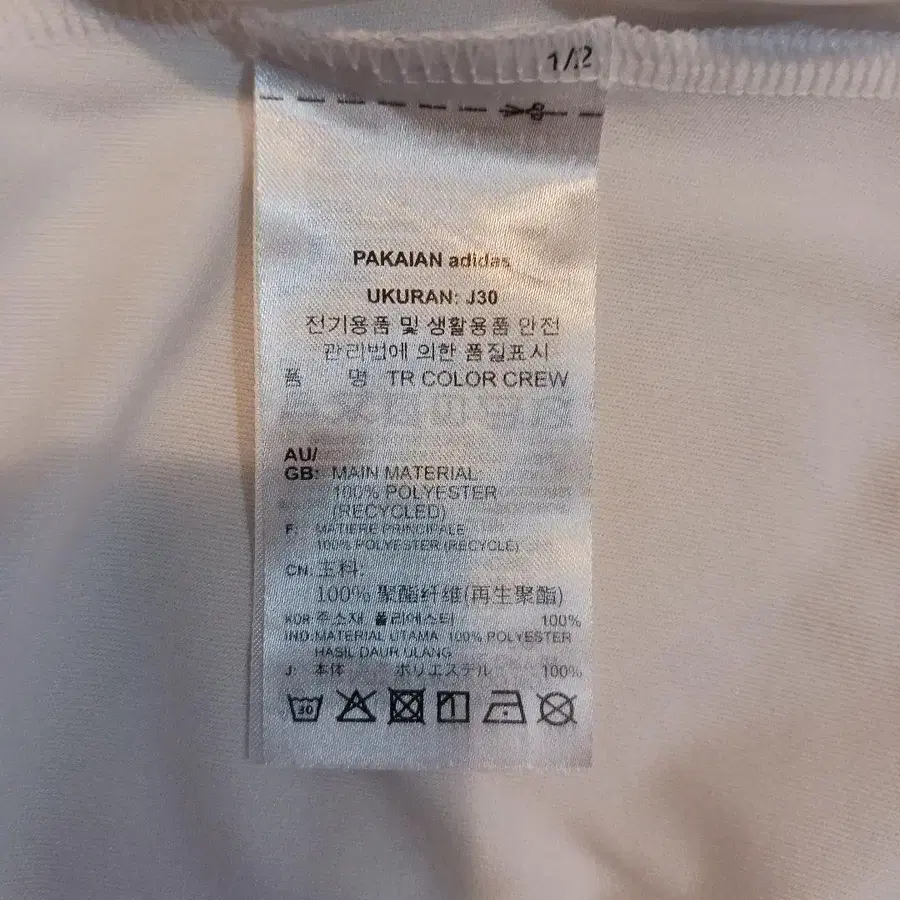 1/2
PAKAIAN adidas
UKURAN: J30
전기용품 및 생활용품 안전
관리법에 의한 품질표시
품 명 TR COLOR CREW
AU/
GB: MAIN MATERIAL:
100% POLYESTER
(RECYCLED)
F: MATIERE PRINCIPALE:
100% POLYESTER (RECYCLE)
CN: 主料:
100% 聚酯纤维(再生聚酯)
KOR: 주소재 폴리에스터 100%
IND: MATERIAL UTAMA 100% POLYESTER
HASIL DAUR ULANG
J: 本体 ポリエステル 100%
30